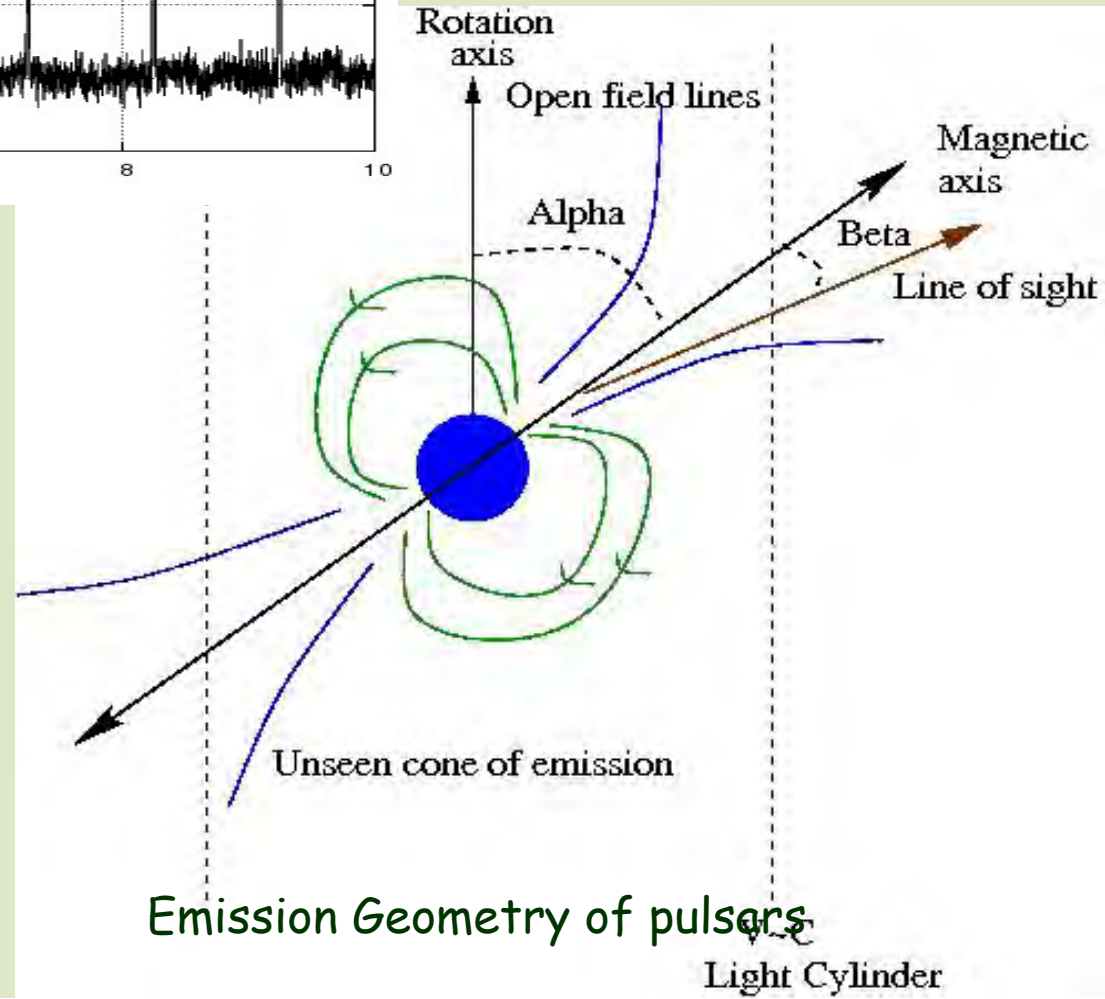 8
10
Rotation
axis
Open field lines
Magnetic
axis
Alpha
Beta
Line of sight
Unseen cone of emission
Emission Geometry of pulsars
V~C
Light Cylinder